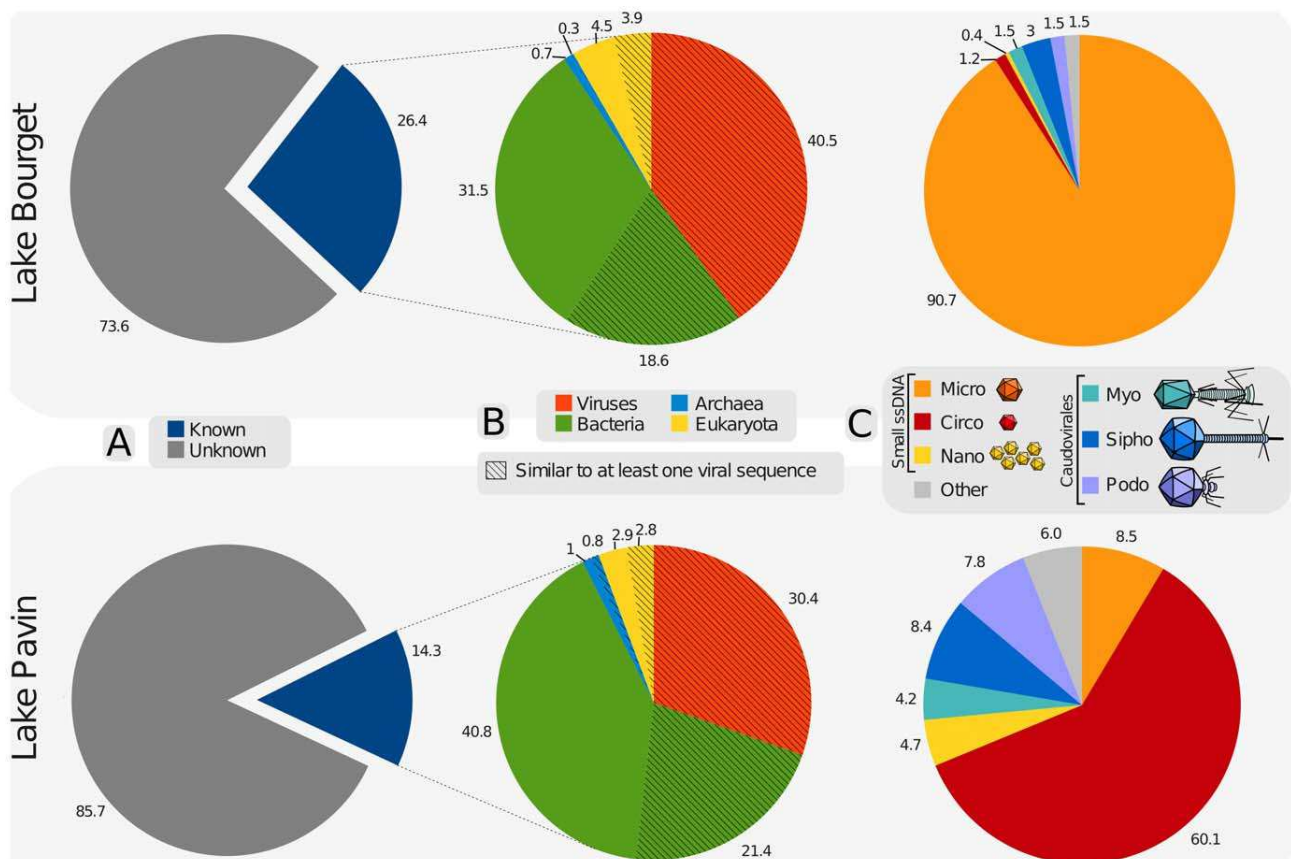 Lake Bourget
73.6
26.4
0.7
0.3
4.5
3.9
40.5
31.5
18.6
1.2
0.4
1.5
3
1.5
1.5
90.7
A
Known
Unknown
B
Viruses
Archaea
Bacteria
Eukaryota
Similar to at least one viral sequence
C
Small ssDNA
Micro
Circo
Nano
Other
Caudovirales
Myo
Sipho
Podo
Lake Pavin
85.7
14.3
1
0.8
2.9
2.8
30.4
40.8
21.4
7.8
6.0
8.5
8.4
4.2
4.7
60.1